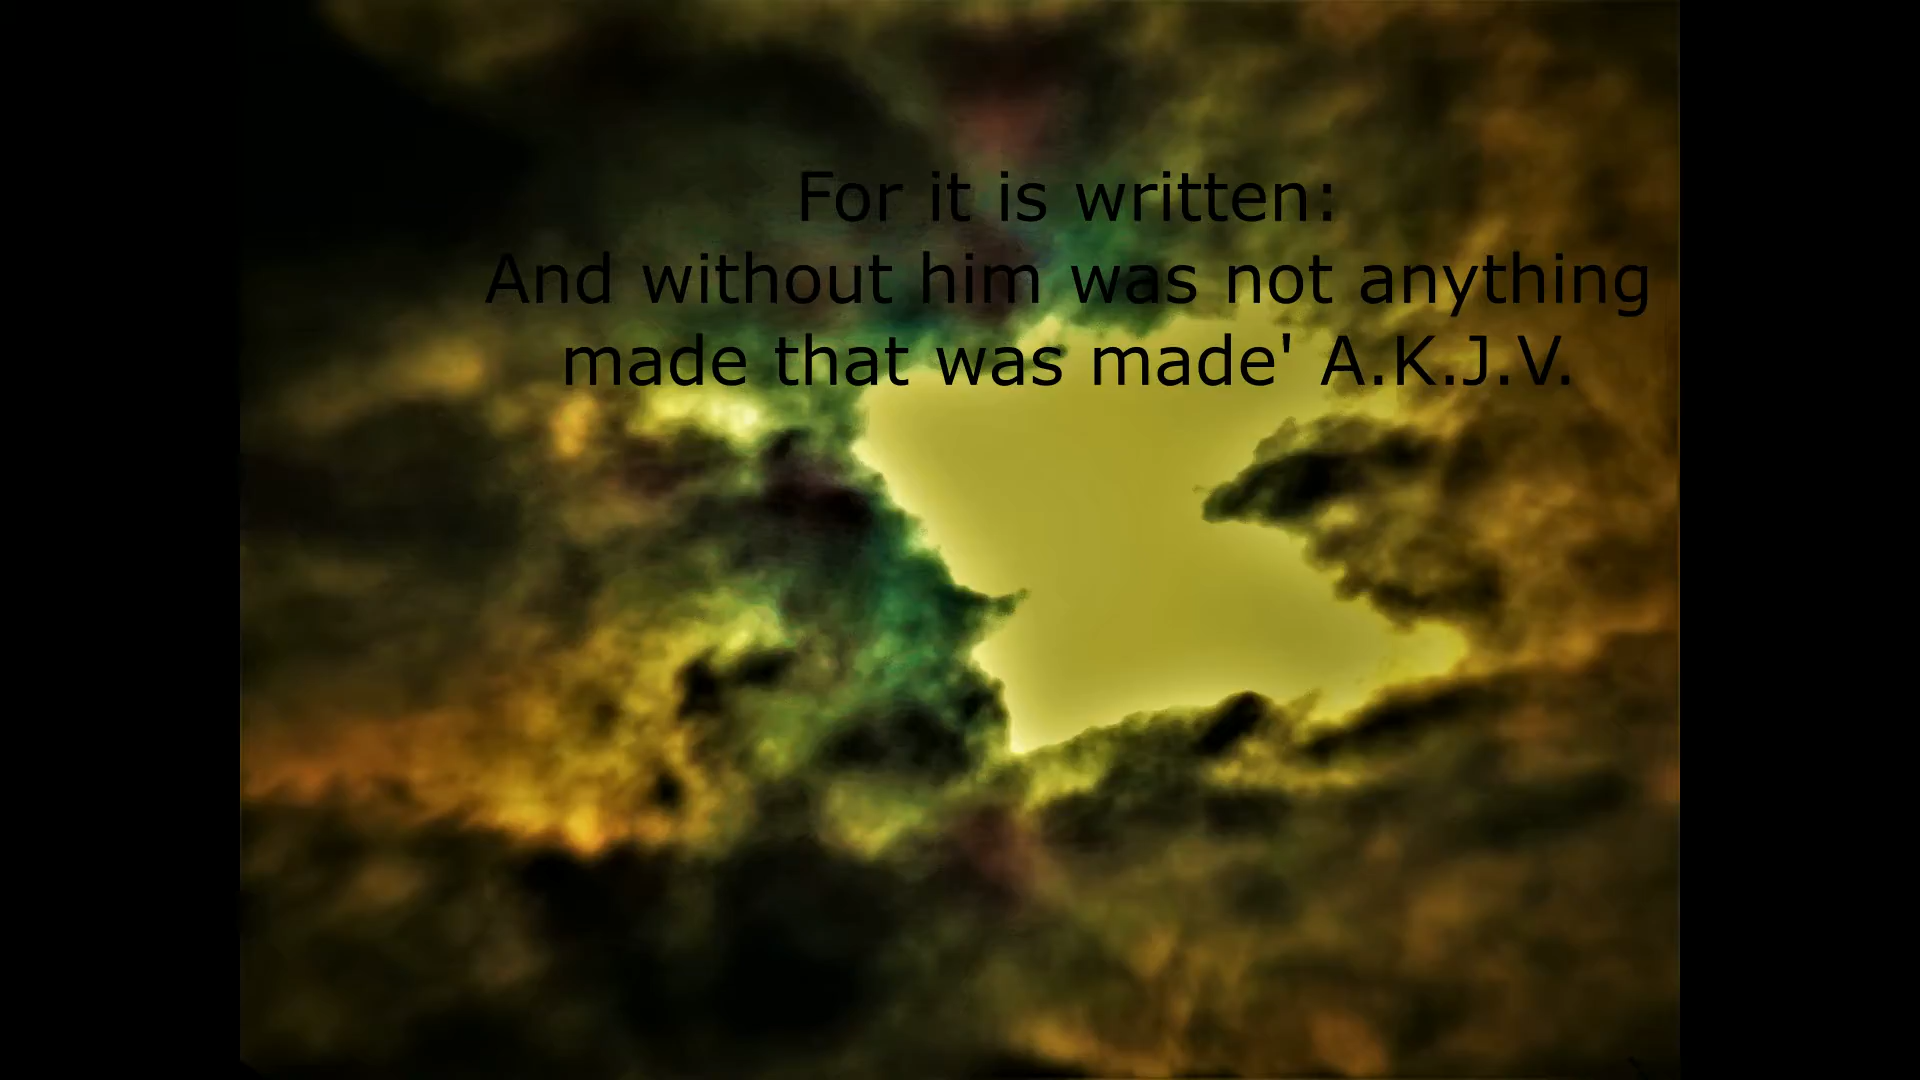 For it is written:
And without him was not anything
made that was made' A.K.J.V.